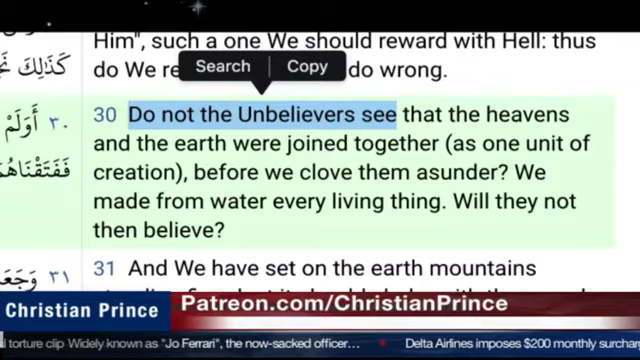 Him", such a one We should reward with Hell: thus
كَذَٰلِكَ
do We re do wrong.
Search Copy
٣٠ أَوَلَمْ
30 Do not the Unbelievers see that the heavens
and the earth were joined together (as one unit of
فَفَتَقْنَاهُمَا
creation), before we clove them asunder? We
made from water every living thing. Will they not
then believe?
٣١ وَجَعَ
31 And We have set on the earth mountains
Christian Prince
Patreon.com/ChristianPrince
l torture clip Widely known as "Jo Ferrari", the now-sacked officer... Delta Airlines imposes $200 monthly surchar